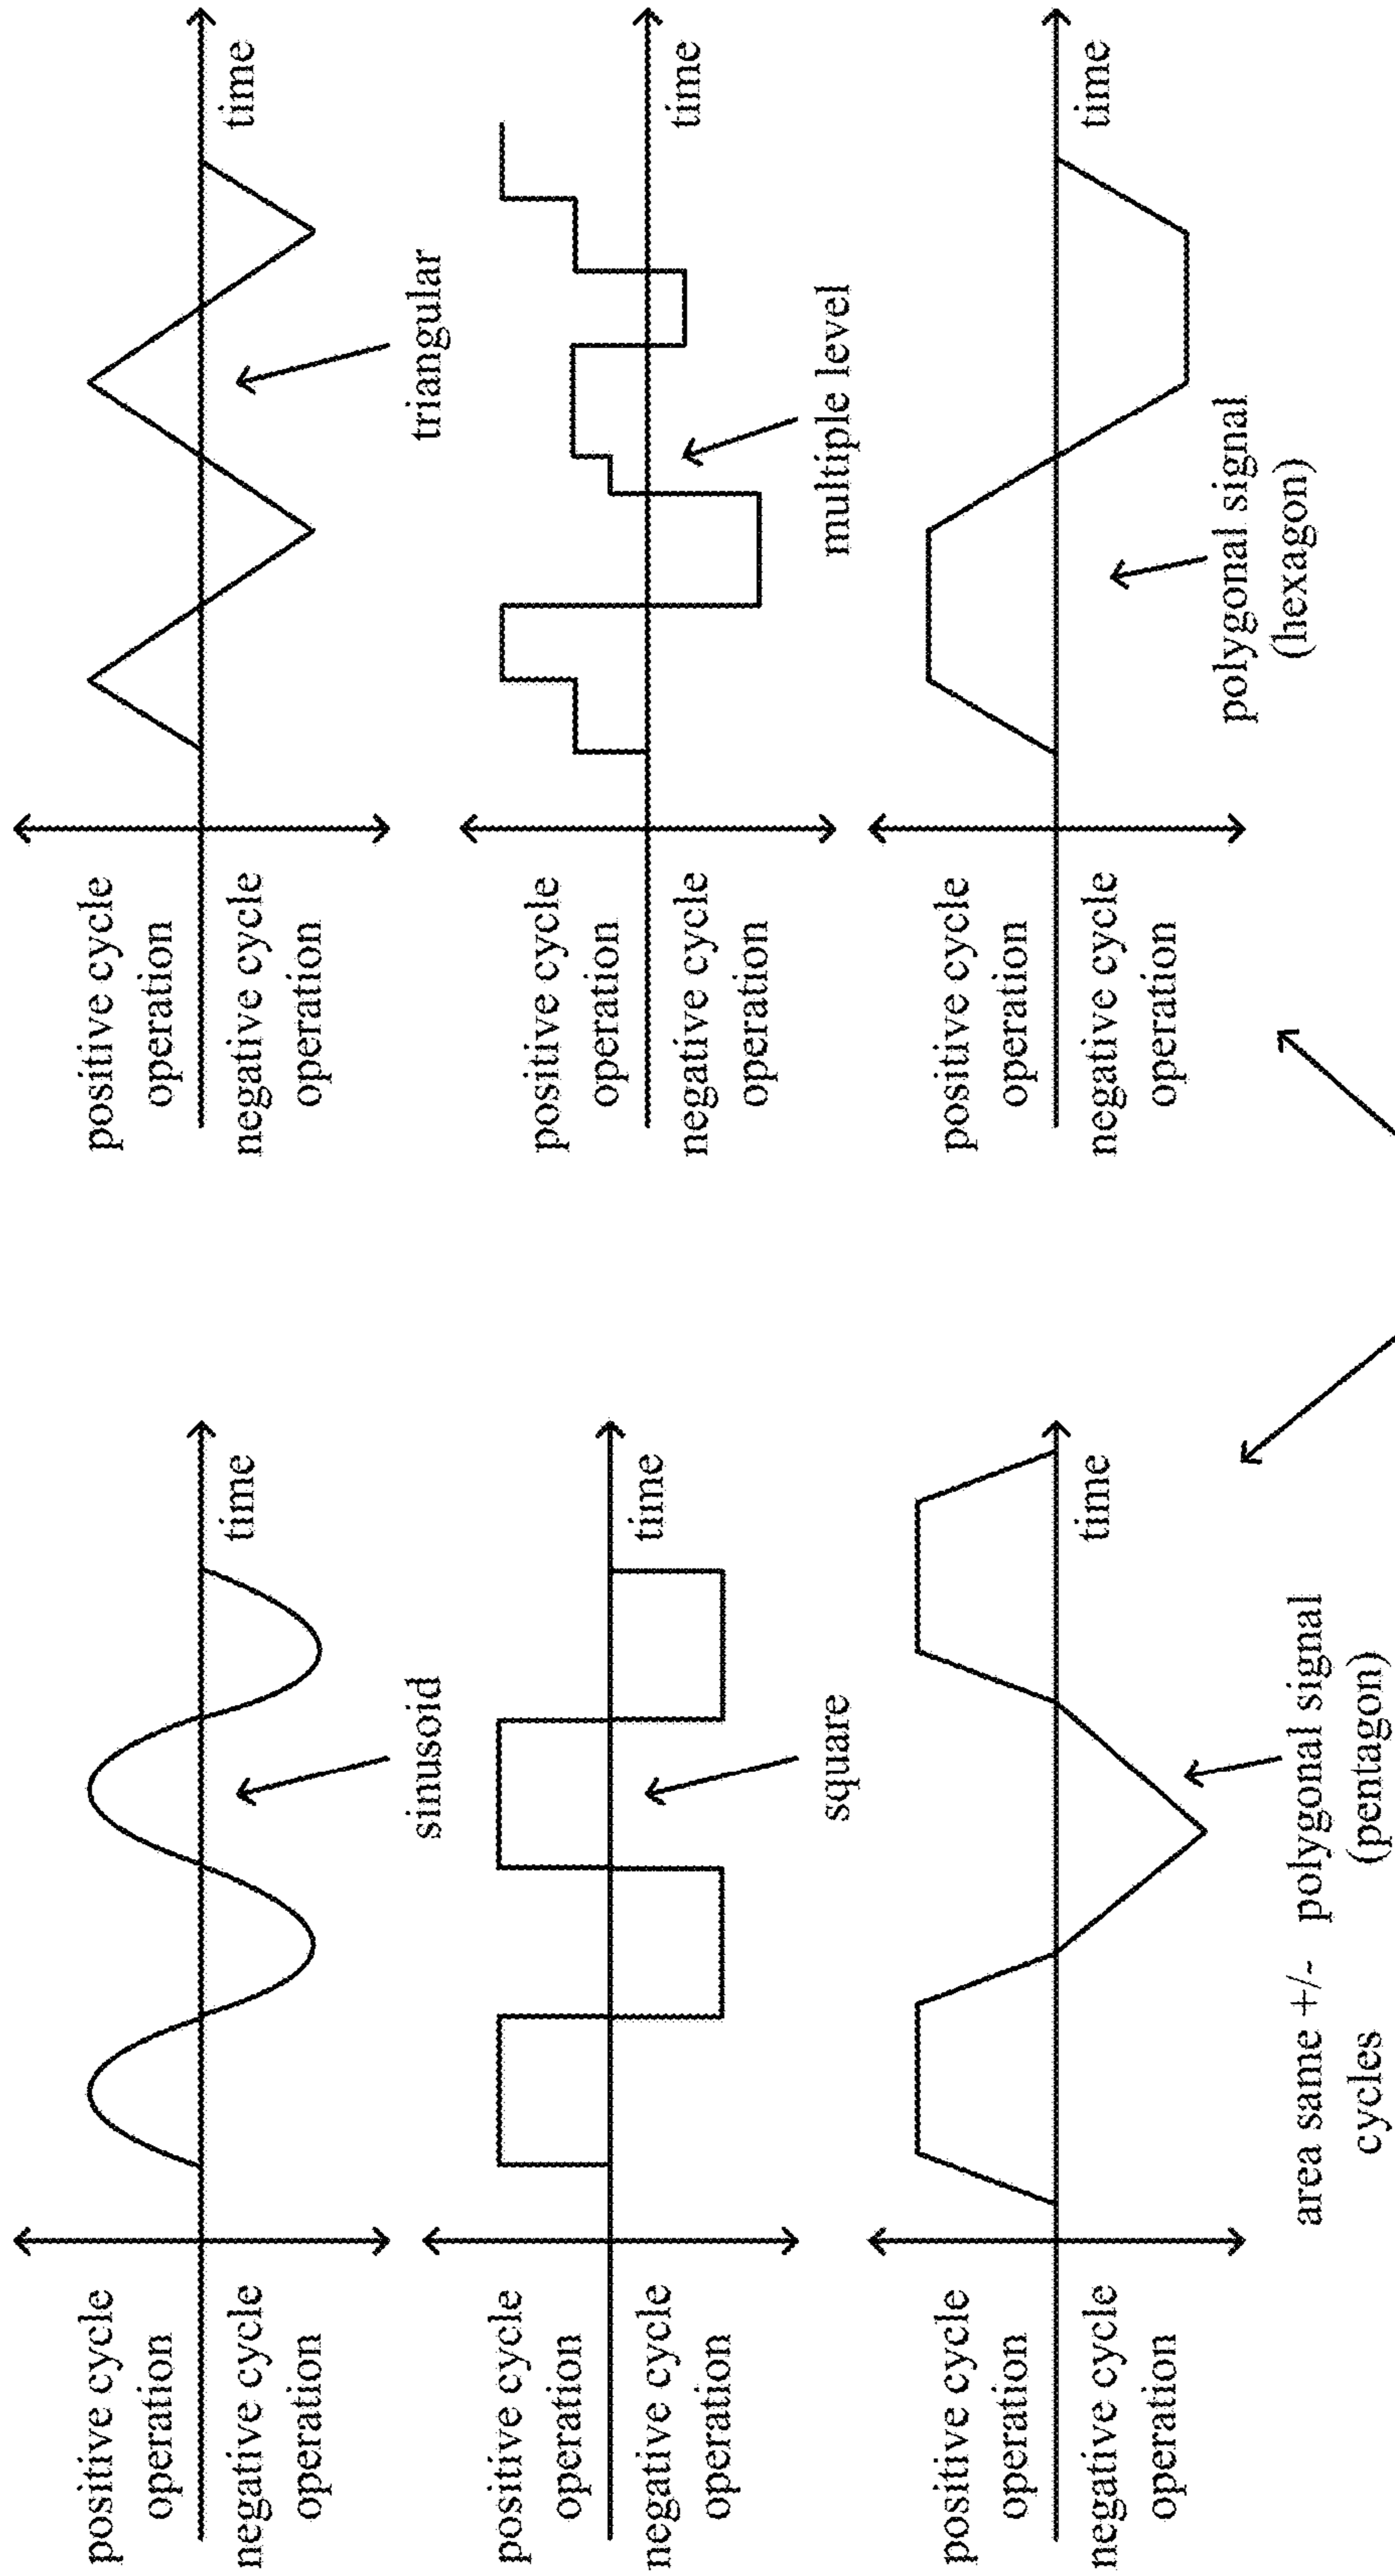 positive cycle
operation
negative cycle
operation
time
sinusoid
positive cycle
operation
negative cycle
operation
time
triangular
positive cycle
operation
negative cycle
operation
time
square
positive cycle
operation
negative cycle
operation
time
multiple level
positive cycle
operation
negative cycle
operation
time
area same +/-
cycles
polygonal signal
(pentagon)
positive cycle
operation
negative cycle
operation
time
polygonal signal
(hexagon)